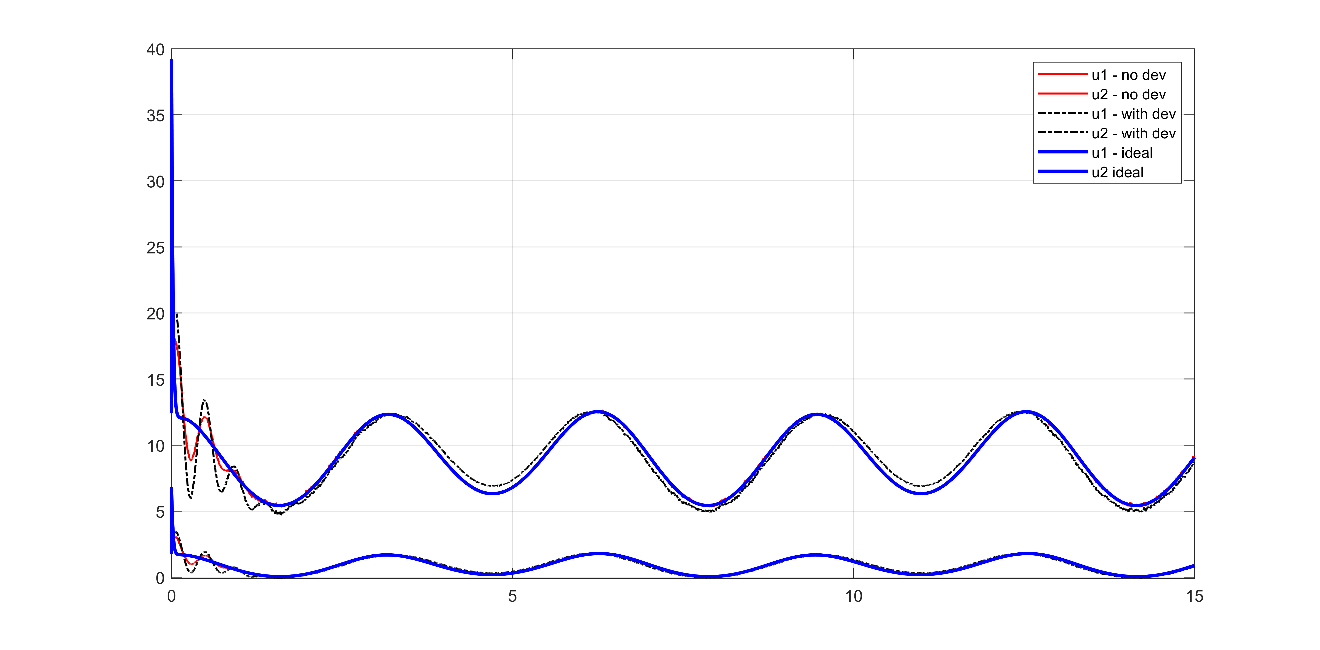 40
35
30
25
20
15
10
5
0
0
5
10
15
u1 - no dev
u2 - no dev
u1 - with dev
u2 - with dev
u1 - ideal
u2 ideal